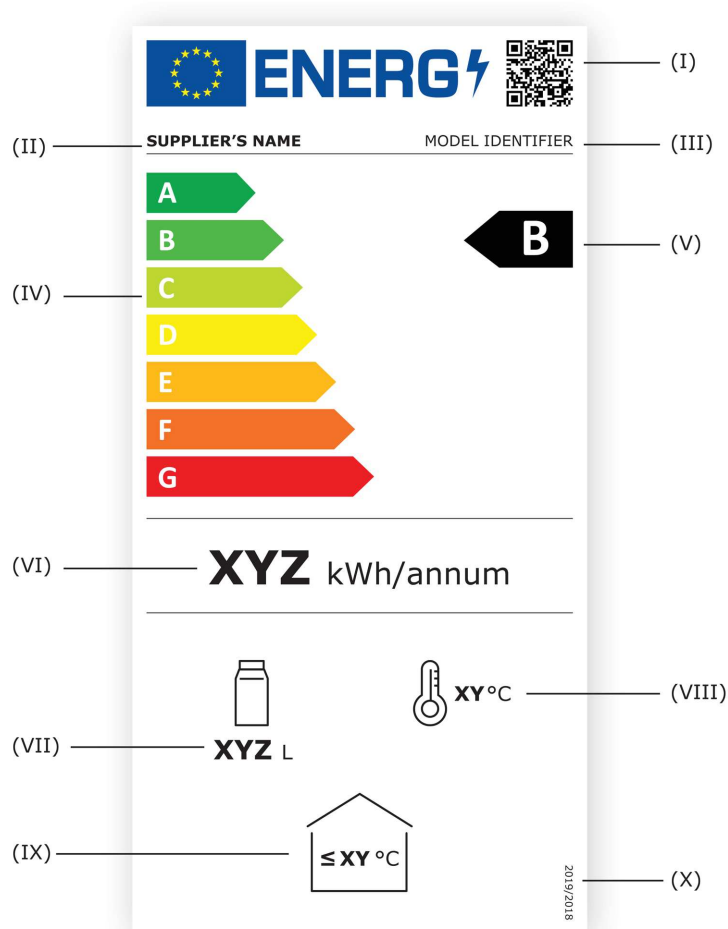 ENERG
(I)
(II)
SUPPLIER'S NAME
MODEL IDENTIFIER
(III)
A
B
B
(V)
(IV)
C
D
E
F
G
(VI)
XYZ kWh/annum
XY°C
(VIII)
(VII)
XYZ L
(IX)
≤ XY °C
2019/2018
(X)